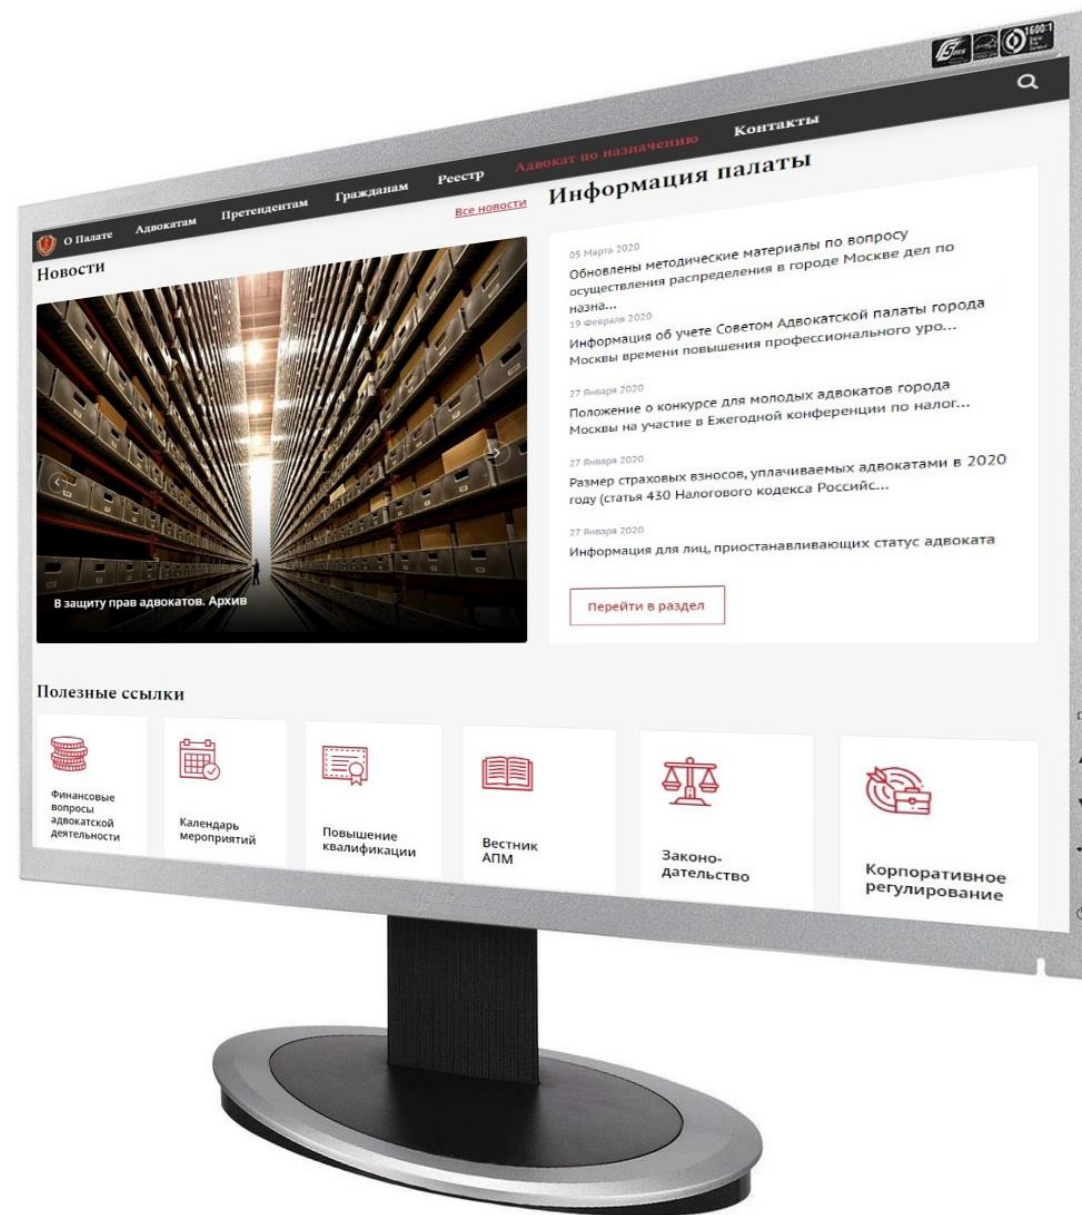 1600:1
О Палате
Адвокатам
Претендентам
Гражданам
Реестр
Адвокат по назначению
Контакты
Новости
Все новости
В защиту прав адвокатов. Архив
Информация палаты
05 Марта 2020
Обновлены методические материалы по вопросу
осуществления распределения в городе Москве дел по
назна...
19 Февраля 2020
Информация об учете Советом Адвокатской палаты города
Москвы времени повышения профессионального уро...
27 Января 2020
Положение о конкурсе для молодых адвокатов города
Москвы на участие в Ежегодной конференции по налог...
27 Января 2020
Размер страховых взносов, уплачиваемых адвокатами в 2020
году (статья 430 Налогового кодекса Российс...
27 Января 2020
Информация для лиц, приостанавливающих статус адвоката
Перейти в раздел
Полезные ссылки
Финансовые
вопросы
адвокатской
деятельности
Календарь
мероприятий
Повышение
квалификации
Вестник
АПМ
Законо-
дательство
Корпоративное
регулирование